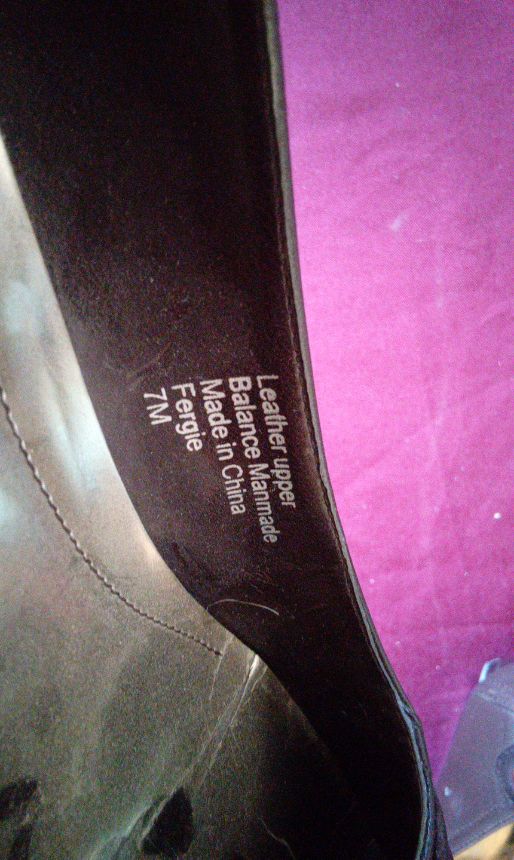 Leather upper
Balance Manmade
Made in China
Fergie
7M